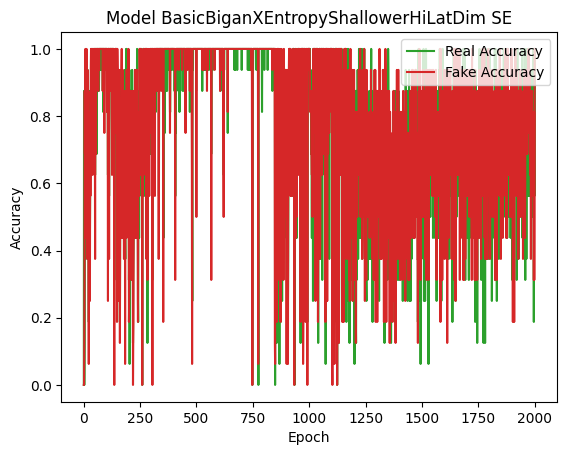 Model BasicBiganXEntropyShallowerHiLatDim SE
Real Accuracy
Fake Accuracy
Accuracy
1.0
0.8
0.6
0.4
0.2
0.0
0 250 500 750 1000 1250 1500 1750 2000
Epoch